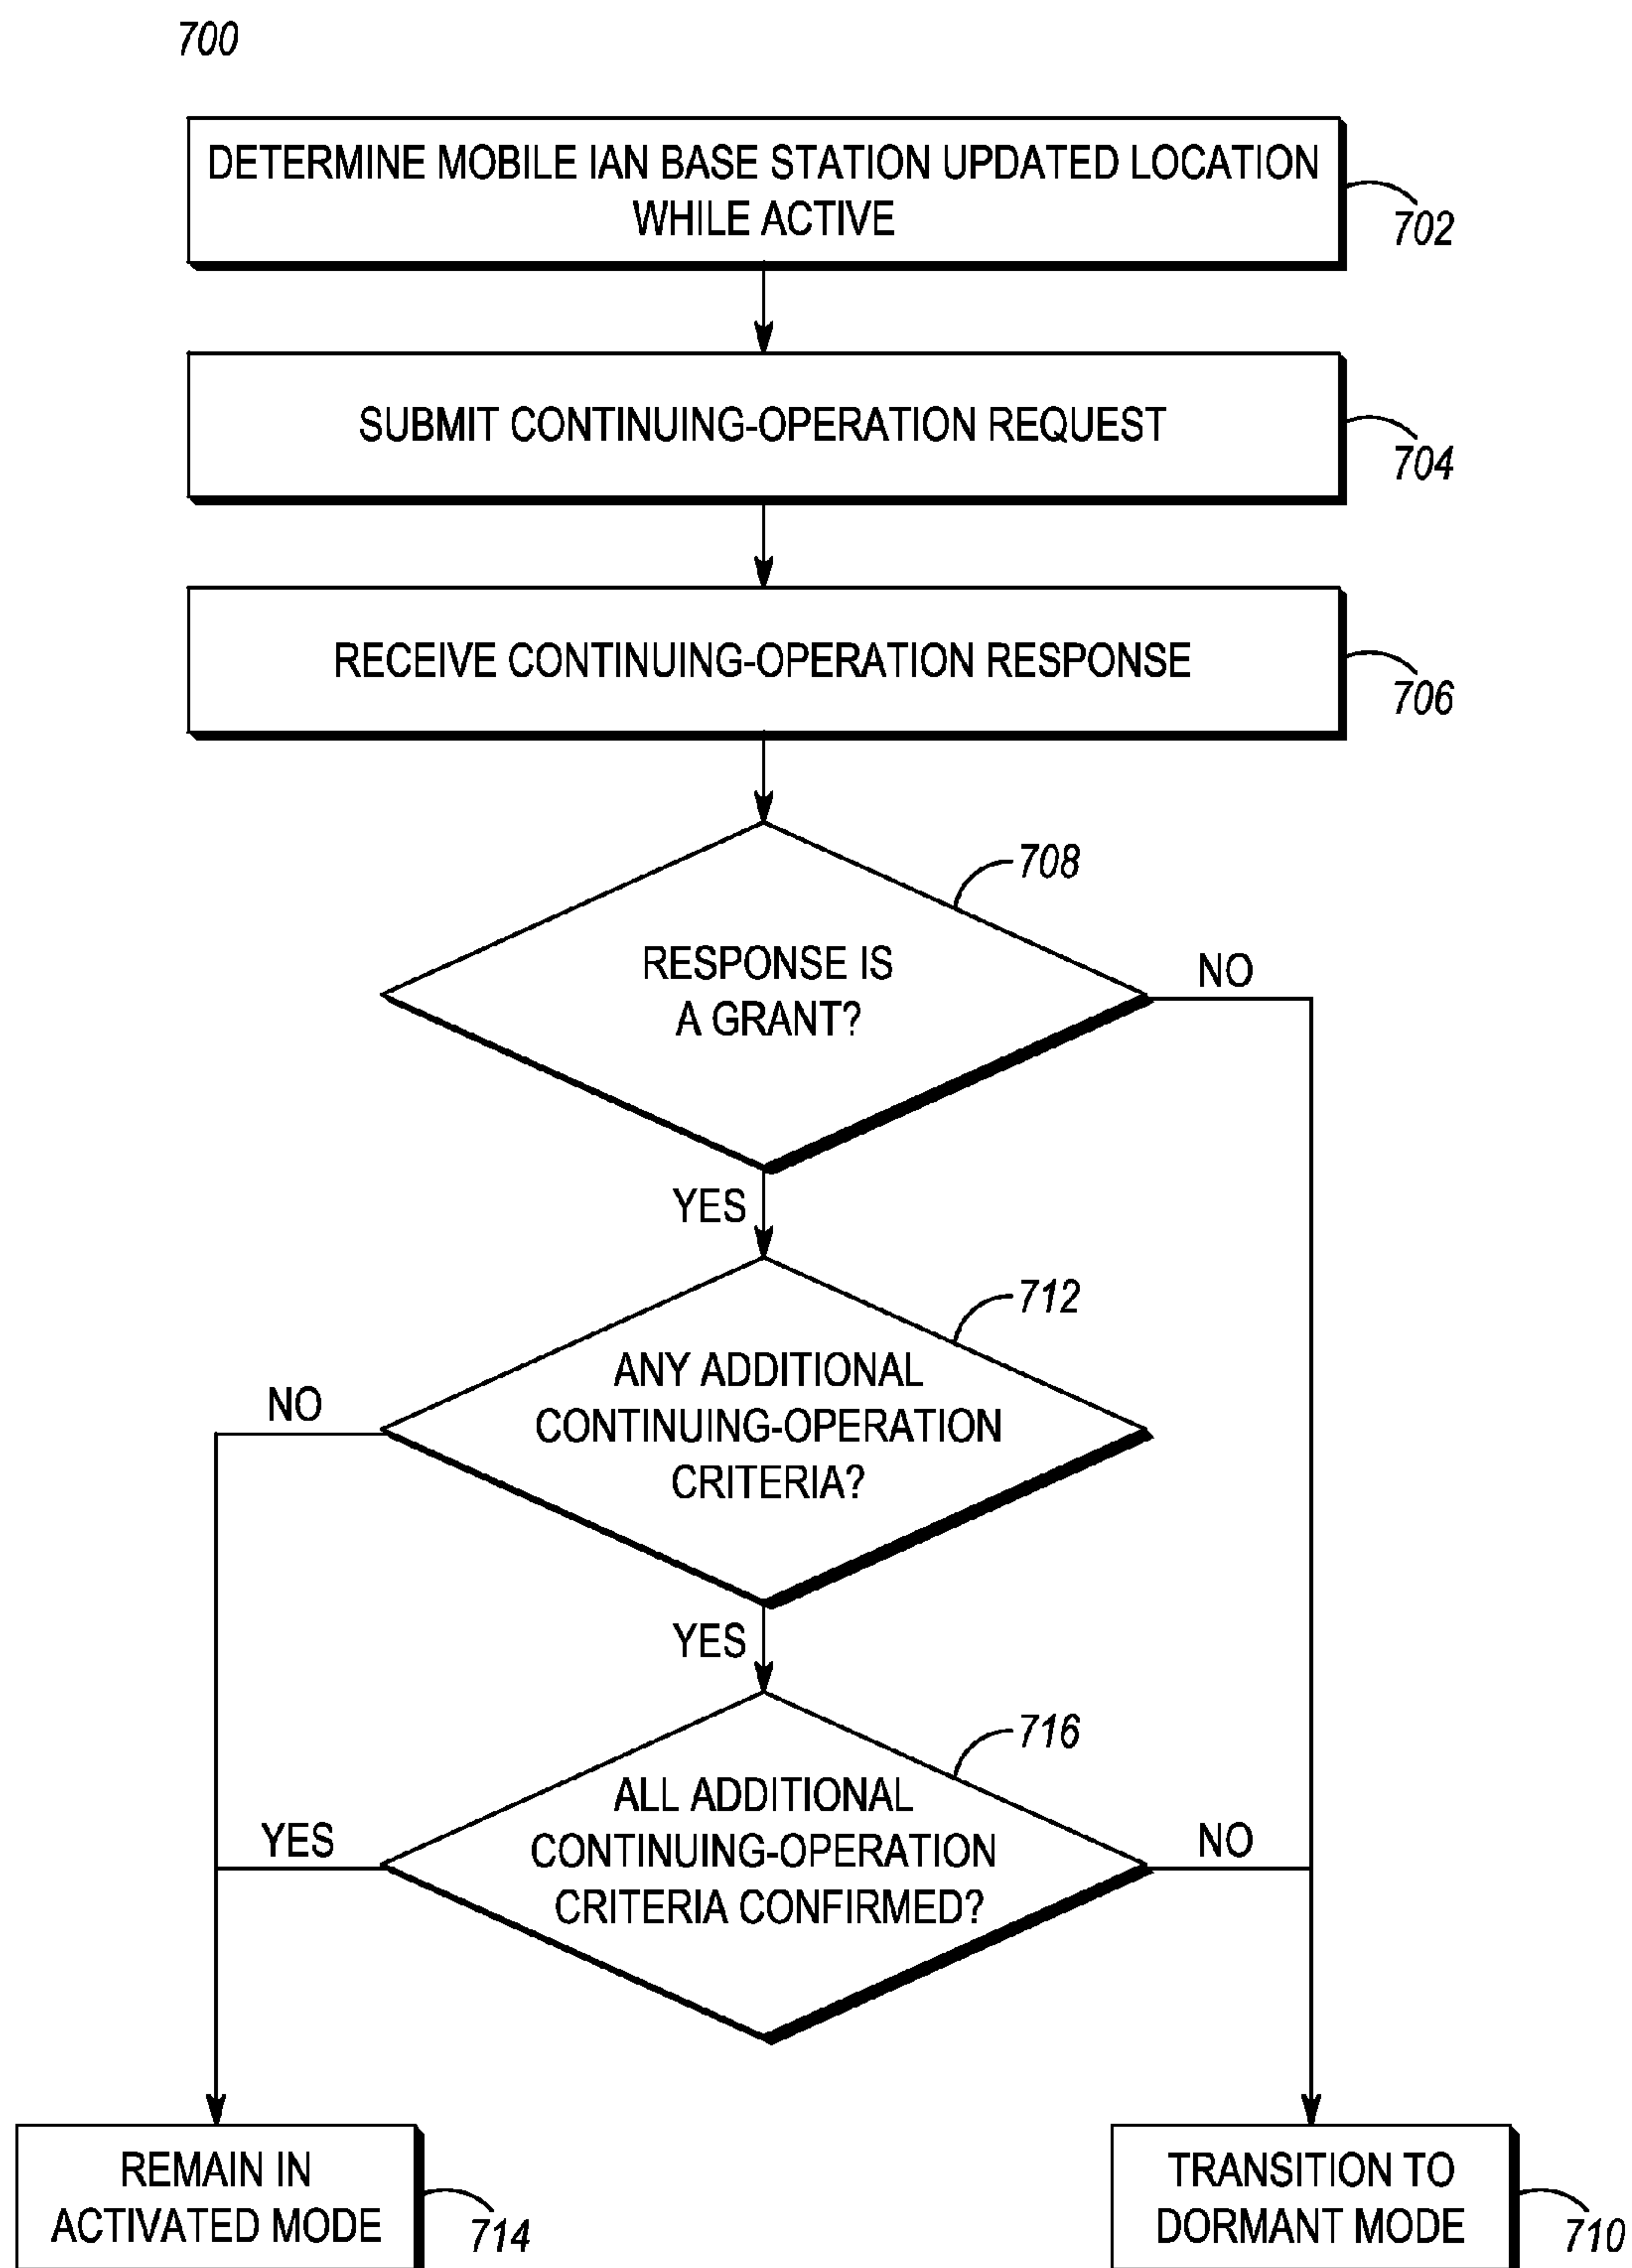 700
DETERMINE MOBILE IAN BASE STATION UPDATED LOCATION
WHILE ACTIVE
702
SUBMIT CONTINUING-OPERATION REQUEST
704
RECEIVE CONTINUING-OPERATION RESPONSE
706
708
RESPONSE IS
A GRANT?
NO
YES
712
ANY ADDITIONAL
CONTINUING-OPERATION
CRITERIA?
NO
YES
716
ALL ADDITIONAL
CONTINUING-OPERATION
CRITERIA CONFIRMED?
YES
NO
REMAIN IN
ACTIVATED MODE
714
TRANSITION TO
DORMANT MODE
710